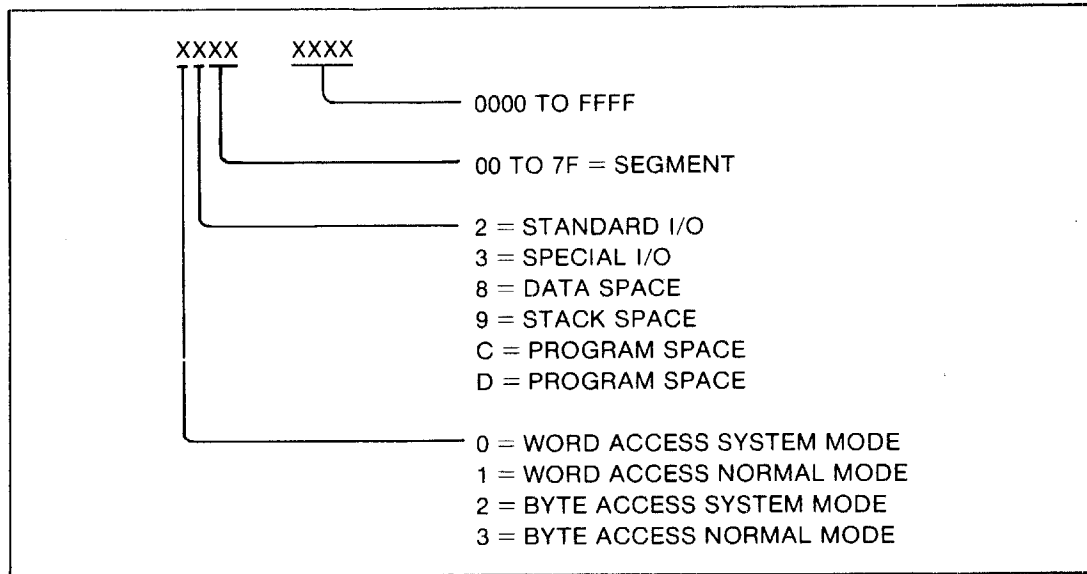 XXXX XXXX
0000 TO FFFF
00 TO 7F = SEGMENT
2 = STANDARD I/O
3 = SPECIAL I/O
8 = DATA SPACE
9 = STACK SPACE
C = PROGRAM SPACE
D = PROGRAM SPACE
0 = WORD ACCESS SYSTEM MODE
1 = WORD ACCESS NORMAL MODE
2 = BYTE ACCESS SYSTEM MODE
3 = BYTE ACCESS NORMAL MODE